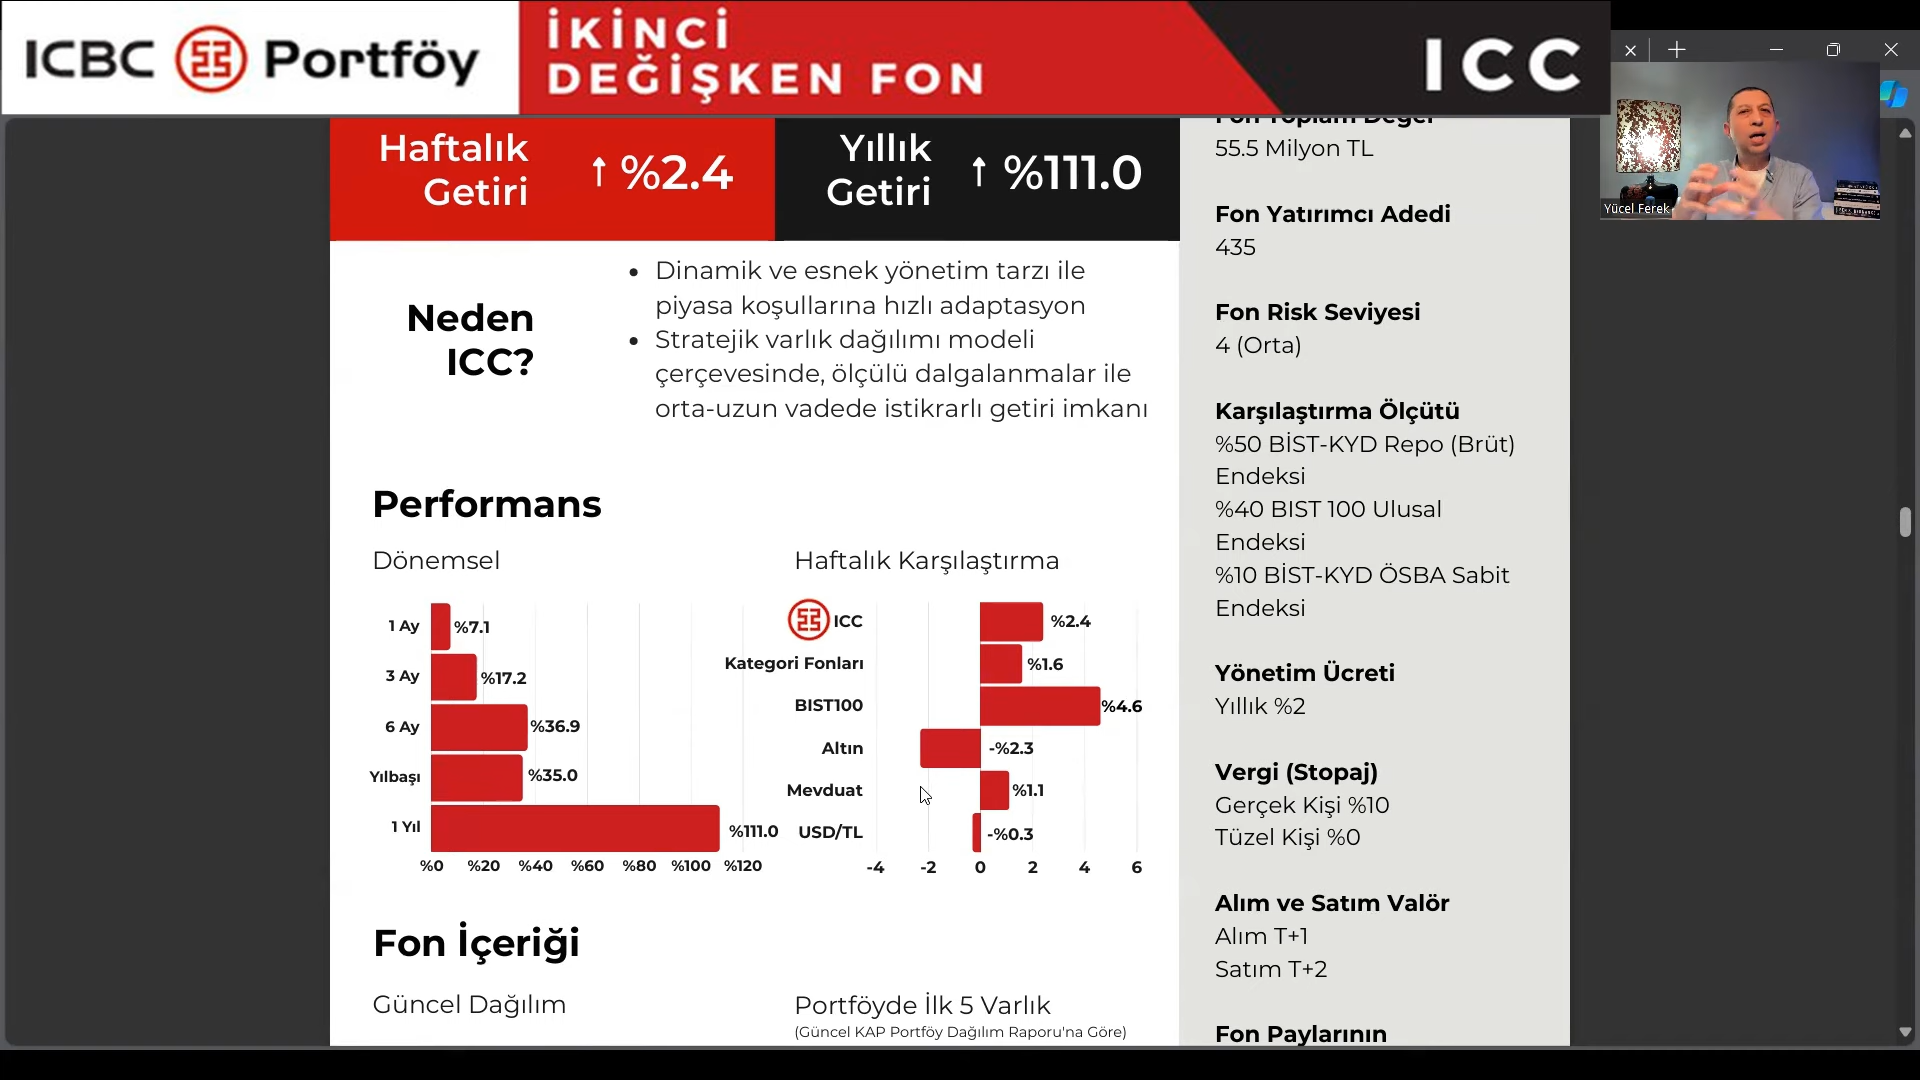 ICBC Portföy
İKİNCİ
DEĞİŞKEN FON
ICC
Haftalık
Getiri
↑ %2.4
Yıllık
Getiri
↑ %111.0
Neden
ICC?
• Dinamik ve esnek yönetim tarzı ile
piyasa koşullarına hızlı adaptasyon
• Stratejik varlık dağılımı modeli
çerçevesinde, ölçülü dalgalanmalar ile
orta-uzun vadede istikrarlı getiri imkanı
Performans
Dönemsel
1 Ay %7.1
3 Ay %17.2
6 Ay %36.9
Yılbaşı %35.0
1 Yıl %111.0
%0 %20 %40 %60 %80 %100 %120
Haftalık Karşılaştırma
ICC %2.4
Kategori Fonları %1.6
BIST100 %4.6
Altın -%2.3
Mevduat %1.1
USD/TL -%0.3
-4 -2 0 2 4 6
Fon İçeriği
Güncel Dağılım
Portföyde İlk 5 Varlık
(Güncel KAP Portföy Dağılım Raporu'na Göre)
Fon Toplam Değer
55.5 Milyon TL
Fon Yatırımcı Adedi
435
Fon Risk Seviyesi
4 (Orta)
Karşılaştırma Ölçütü
%50 BİST-KYD Repo (Brüt)
Endeksi
%40 BIST 100 Ulusal
Endeksi
%10 BİST-KYD ÖSBA Sabit
Endeksi
Yönetim Ücreti
Yıllık %2
Vergi (Stopaj)
Gerçek Kişi %10
Tüzel Kişi %0
Alım ve Satım Valör
Alım T+1
Satım T+2
Fon Paylarının
Yücel Ferek